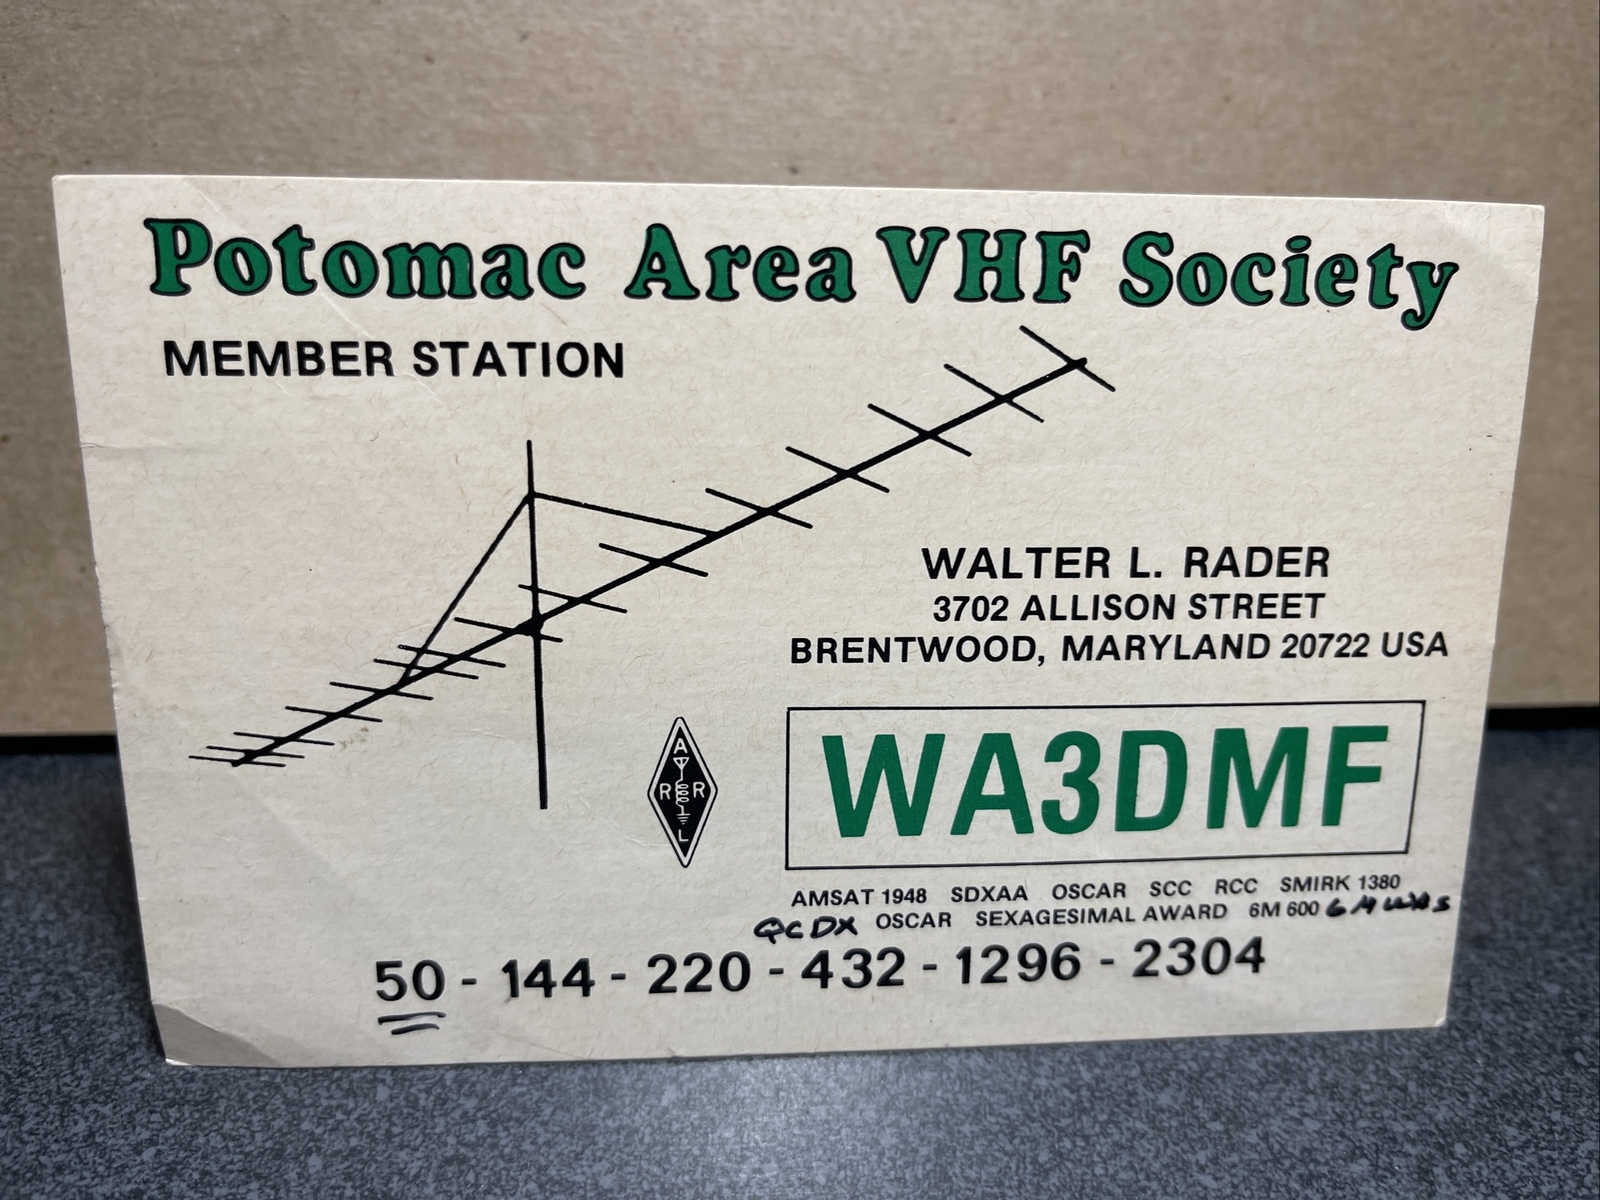 Potomac Area VHF Society
MEMBER STATION
WALTER L. RADER
3702 ALLISON STREET
BRENTWOOD, MARYLAND 20722 USA
A
R R
L
WA3DMF
AMSAT 1948 SDXAA OSCAR SCC RCC SMIRK 1380
QCDX OSCAR SEXAGESIMAL AWARD 6M 600 6M WAS
50 - 144 - 220 - 432 - 1296 - 2304